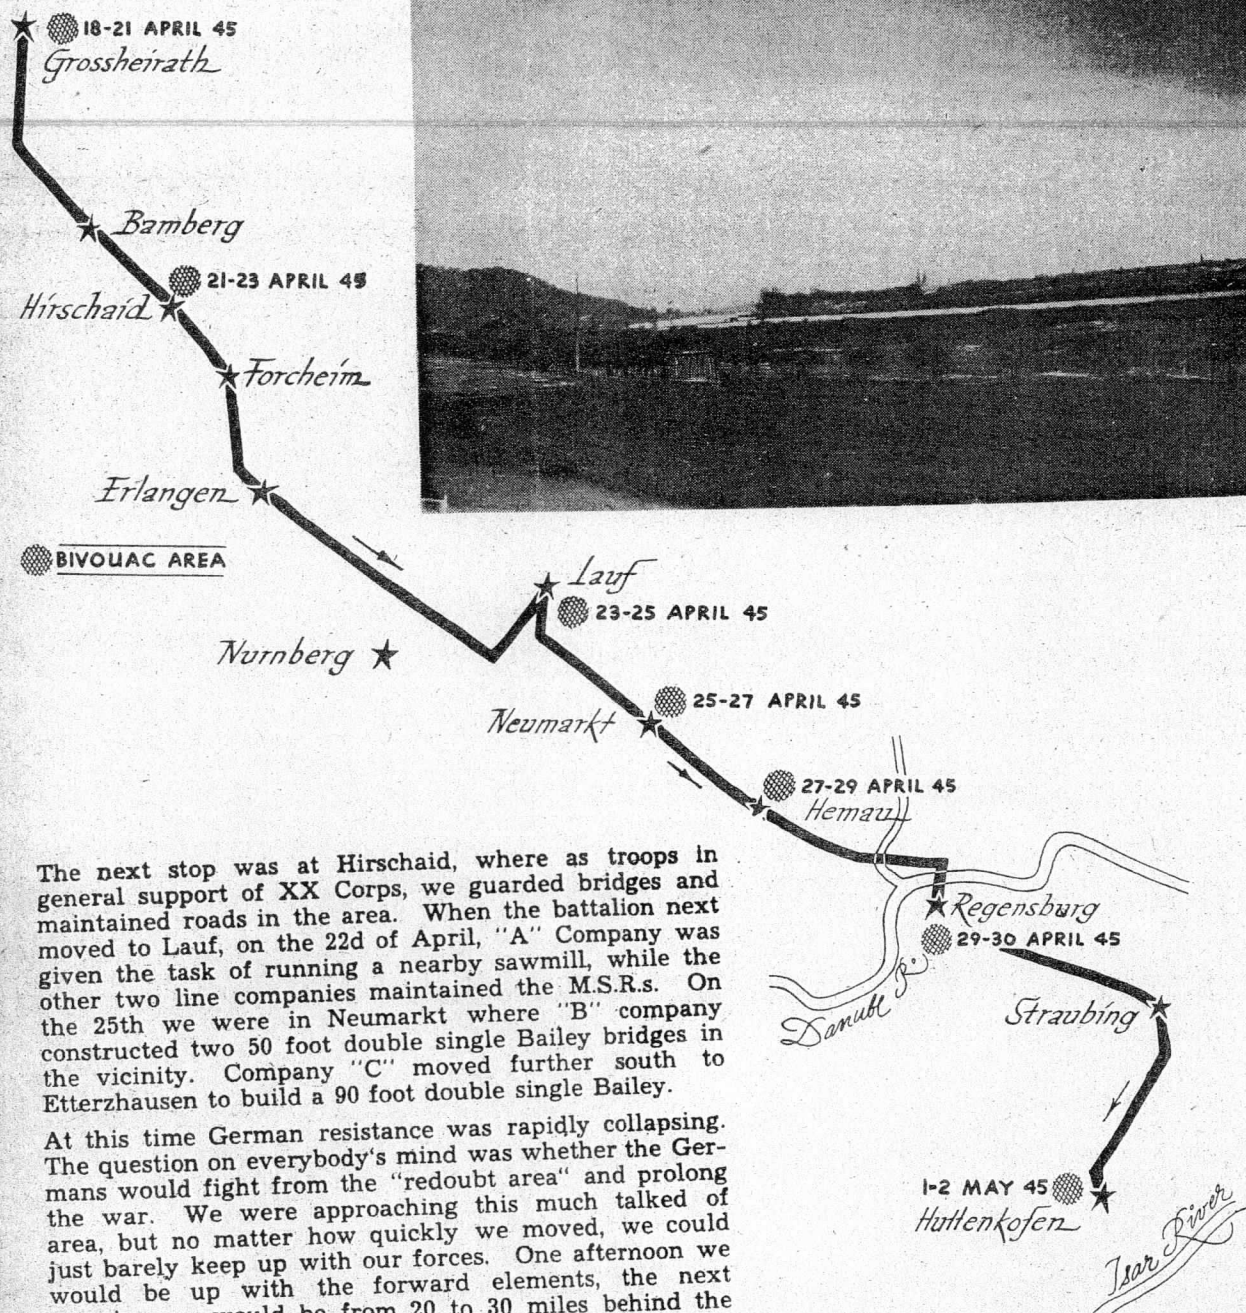 18-21 APRIL 45
Grossheirath
Bamberg
21-23 APRIL 45
Hirschaid
Forcheim
Erlangen
BIVOUAC AREA
Lauf
23-25 APRIL 45
Nurnberg
25-27 APRIL 45
Neumarkt
27-29 APRIL 45
Hemau
Regensburg
29-30 APRIL 45
Danube R.
Straubing
1-2 MAY 45
Huttenkofen
Isar River
The next stop was at Hirschaid, where as troops in
general support of XX Corps, we guarded bridges and
maintained roads in the area. When the battalion next
moved to Lauf, on the 22d of April, "A" Company was
given the task of running a nearby sawmill, while the
other two line companies maintained the M.S.R.s. On
the 25th we were in Neumarkt where "B" company
constructed two 50 foot double single Bailey bridges in
the vicinity. Company "C" moved further south to
Etterzhausen to build a 90 foot double single Bailey.
At this time German resistance was rapidly collapsing.
The question on everybody's mind was whether the Ger-
mans would fight from the "redoubt area" and prolong
the war. We were approaching this much talked of
area, but no matter how quickly we moved, we could
just barely keep up with our forces. One afternoon we
would be up with the forward elements, the next
would be from 20 to 30 miles behind the